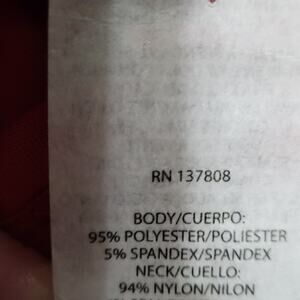 RN 137808
BODY/CUERPO:
95% POLYESTER/POLIESTER
5% SPANDEX/SPANDEX
NECK/CUELLO:
94% NYLON/NILON